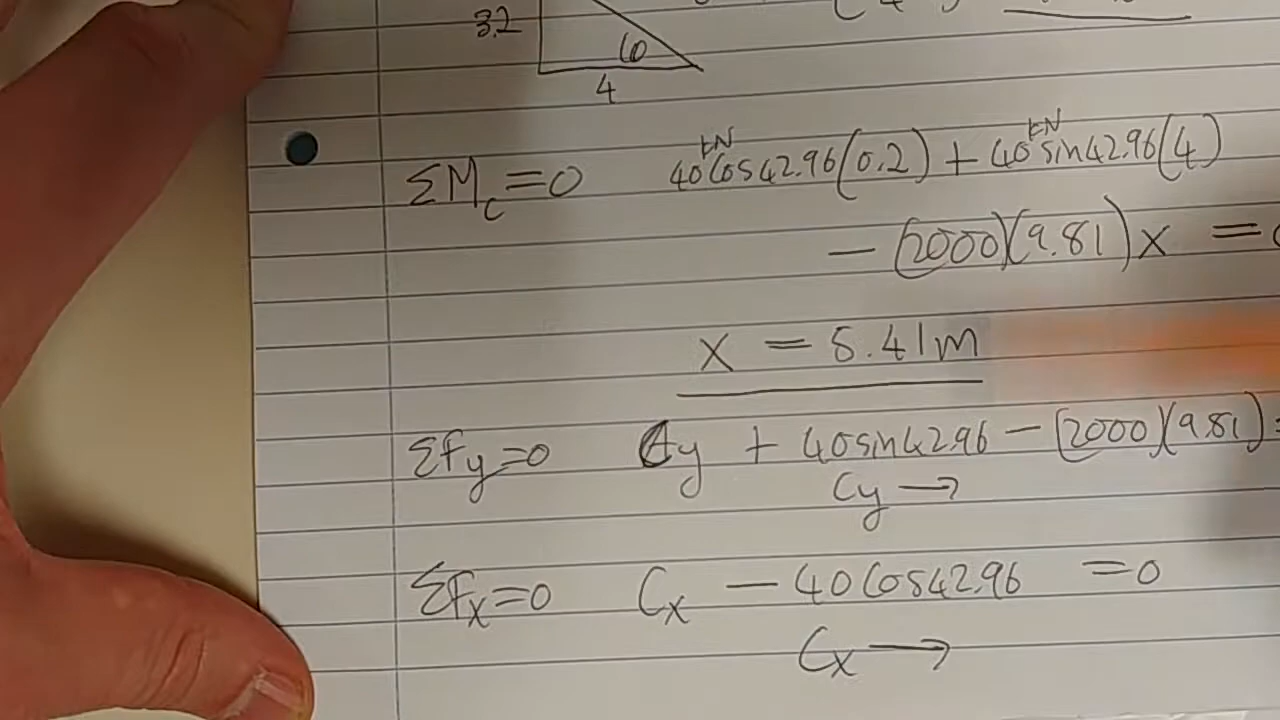 3.2
ϴ
4
ΣMc=0 40kN cos42.96(0.2) + 40kN sin42.96(4)
- (2000)(9.81)x =
x = 5.41m
ΣFy=0 Cy + 40sin42.96 - (2000)(9.81) =
Cy →
ΣFx=0 Cx - 40cos42.96 =0
Cx →